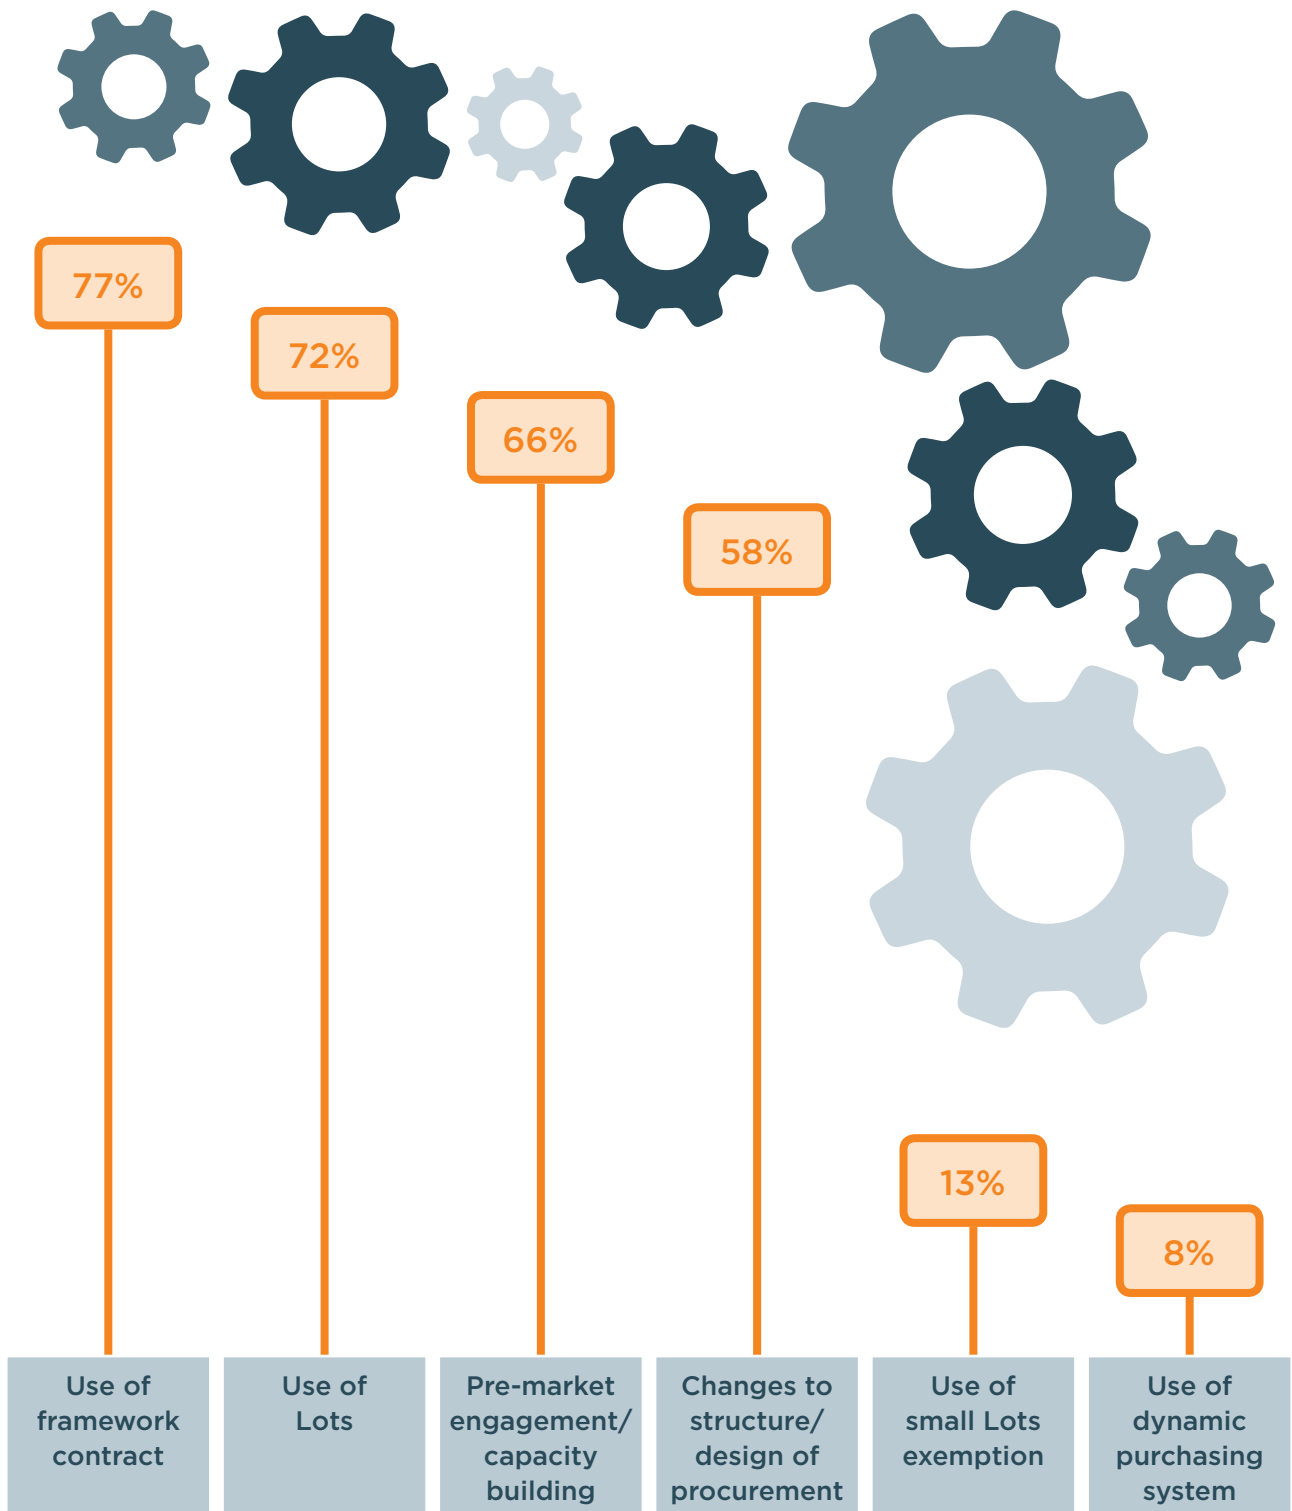 77%
72%
66%
58%
13%
8%
Use of
framework
contract
Use of
Lots
Pre-market
engagement/
capacity
building
Changes to
structure/
design of
procurement
Use of
small Lots
exemption
Use of
dynamic
purchasing
system